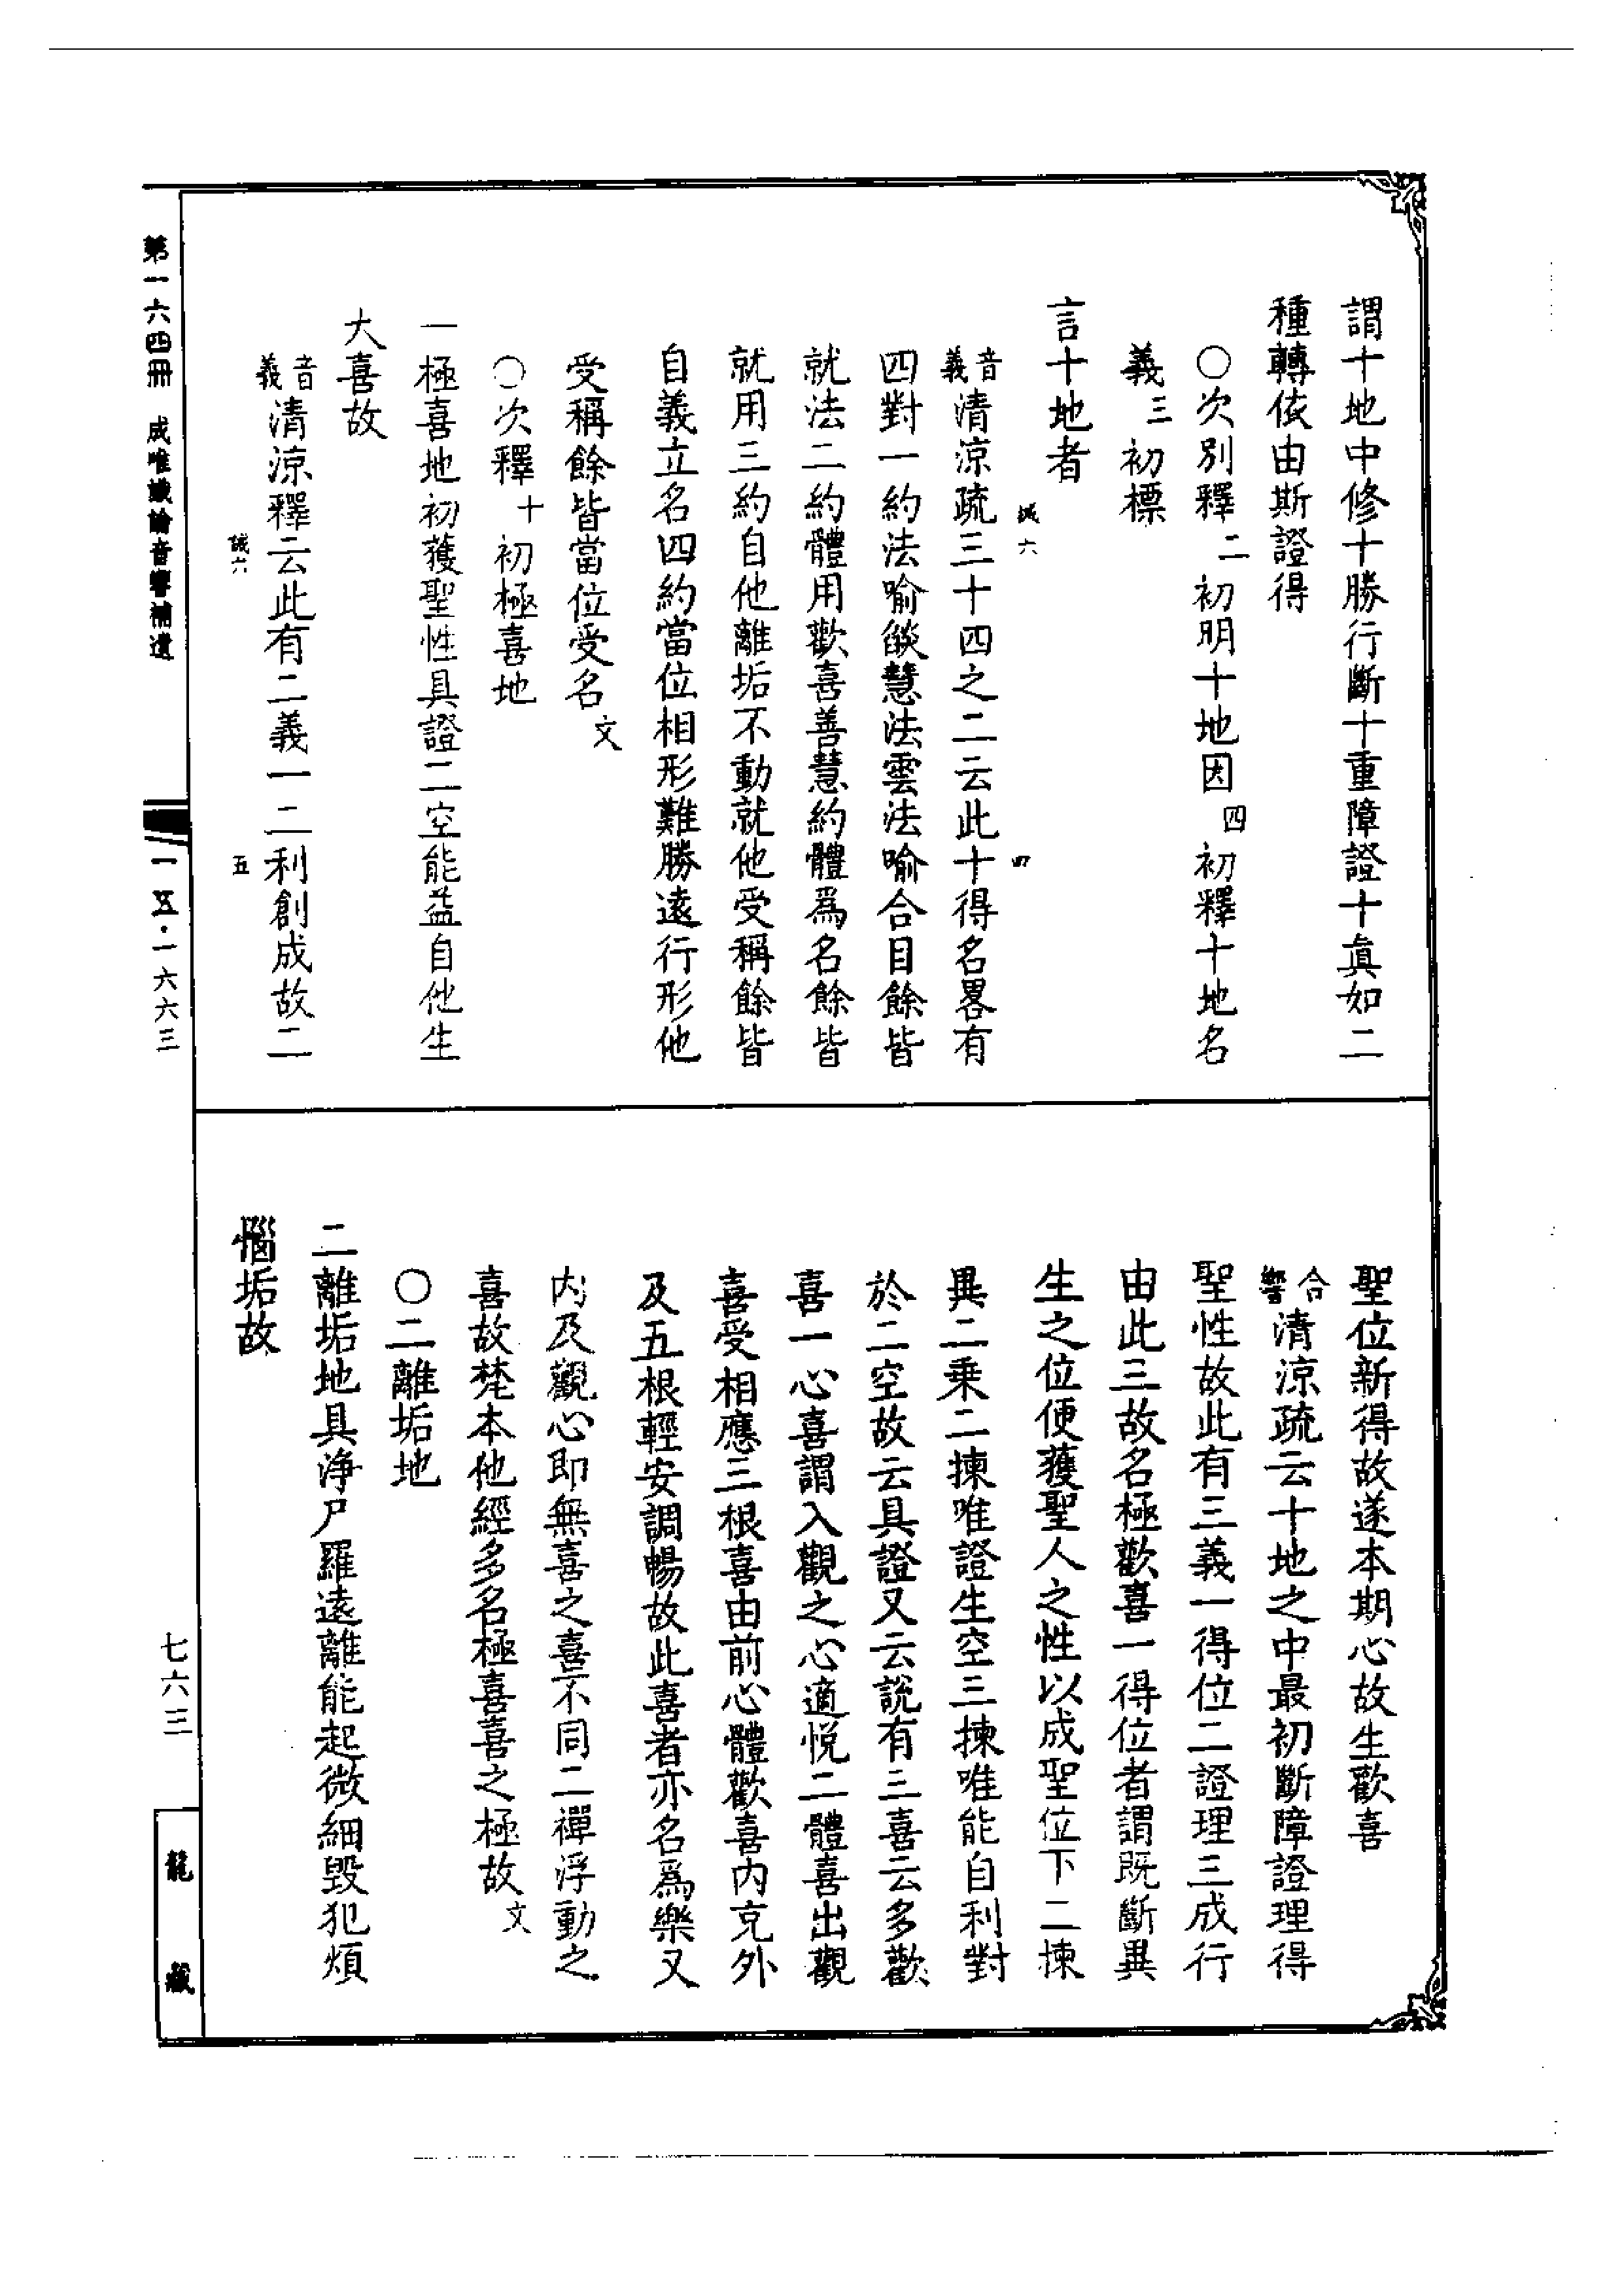 謂十地中修十勝行斷十重障證十真如二
種轉依由斯證得
○次別釋二初明十地因四初釋十地名
義三初標
言十地者
音義清涼疏三十四之二云此十得名畧有
誠六
四
四對一約法喻燄慧法雲法喻合目餘皆
就法二約體用歡喜善慧約體爲名餘皆
就用三約自他離垢不動就他受稱餘皆
自義立名四約當位相形難勝遠行形他
受稱餘皆當位受名文
○次釋十初極喜地
一極喜地初獲聖性具證二空能益自他生
大喜故
音義清涼釋云此有二義一二利創成故二
誠六
五
聖位新得故遂本期心故生歡喜
合響清涼疏云十地之中最初斷障證理得
聖性故此有三義一得位二證理三成行
由此三故名極歡喜一得位者謂既斷異
生之位便獲聖人之性以成聖位下二揀
異二乗二揀唯證生空三揀唯能自利對
於二空故云具證又云說有三喜云多歡
喜一心喜謂入觀之心適悅二體喜出觀
喜受相應三根喜由前心體歡喜内充外
及五根輕安調暢故此喜者亦名爲樂又
内及觀心即無喜之喜不同二禪浮動之
喜故梵本他經多名極喜喜之極故文
○二離垢地
二離垢地具淨尸羅遠離能起微細毀犯煩
惱垢故
第一六四冊 成唯識論音響補遺
一五·一六六三
七六三
龍藏